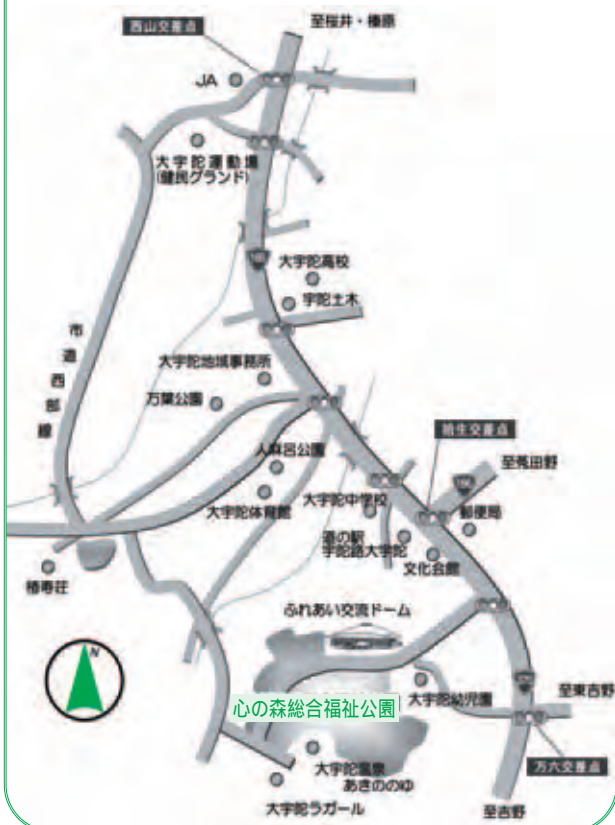 至桜井・榛原
西山交差点
JA
大宇陀運動場
(健民グランド)
大宇陀高校
宇陀土木
市道西部線
大宇陀地域事務所
万葉公園
拾生交差点
人麻呂公園
至菟田野
大宇陀体育館
大宇陀中学校
郵便局
道の駅
宇陀路大宇陀
文化会館
椿寿荘
ふれあい交流ドーム
N
大宇陀幼児園
至東吉野
心の森総合福祉公園
大宇陀温泉
あきののゆ
万六交差点
大宇陀ラガール
至吉野